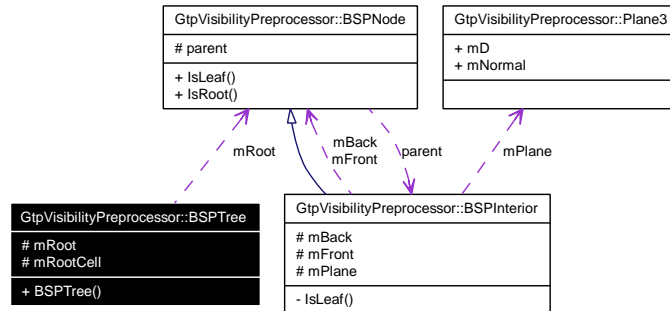 GtpVisibilityPreprocessor::BSPNode
# parent
+ IsLeaf()
+ IsRoot()
GtpVisibilityPreprocessor::Plane3
+ mD
+ mNormal
mRoot
mBack
mFront
parent
mPlane
GtpVisibilityPreprocessor::BSPTree
# mRoot
# mRootCell
+ BSPTree()
GtpVisibilityPreprocessor::BSPInterior
# mBack
# mFront
# mPlane
- IsLeaf()